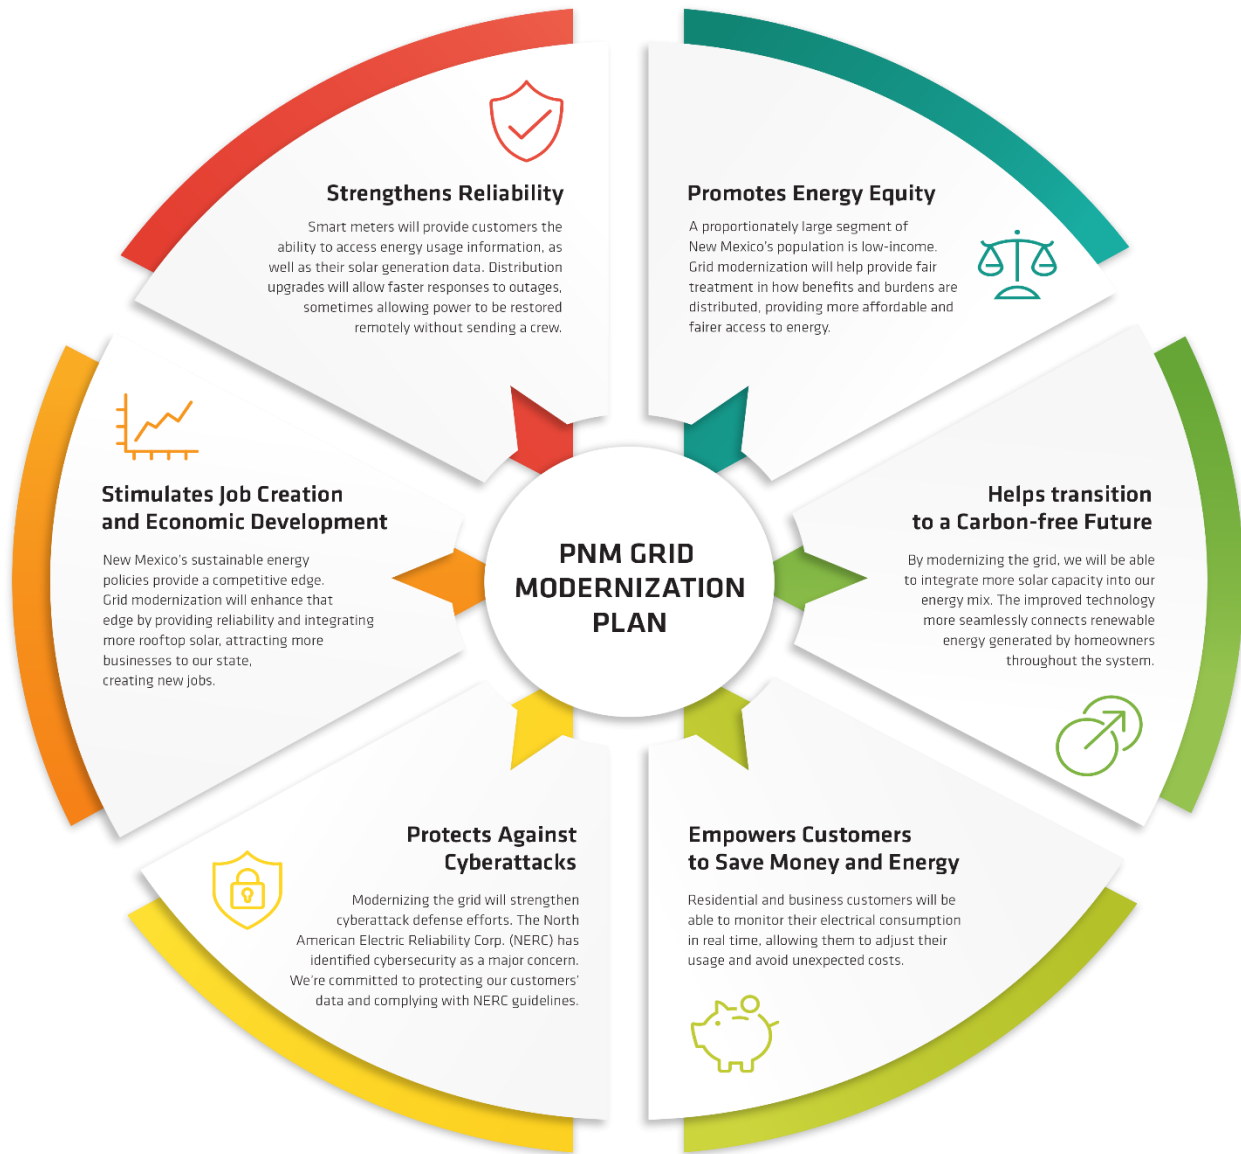 Strengthens Reliability
Smart meters will provide customers the
ability to access energy usage information, as
well as their solar generation data. Distribution
upgrades will allow faster responses to outages,
sometimes allowing power to be restored
remotely without sending a crew.
Promotes Energy Equity
A proportionately large segment of
New Mexico's population is low-income.
Grid modernization will help provide fair
treatment in how benefits and burdens are
distributed, providing more affordable and
fairer access to energy.
Stimulates Job Creation
and Economic Development
New Mexico's sustainable energy
policies provide a competitive edge.
Grid modernization will enhance that
edge by providing reliability and integrating
more rooftop solar, attracting more
businesses to our state,
creating new jobs.
PNM GRID
MODERNIZATION
PLAN
Helps transition
to a Carbon-free Future
By modernizing the grid, we will be able
to integrate more solar capacity into our
energy mix. The improved technology
more seamlessly connects renewable
energy generated by homeowners
throughout the system.
Protects Against
Cyberattacks
Modernizing the grid will strengthen
cyberattack defense efforts. The North
American Electric Reliability Corp. (NERC) has
identified cybersecurity as a major concern.
We're committed to protecting our customers'
data and complying with NERC guidelines.
Empowers Customers
to Save Money and Energy
Residential and business customers will be
able to monitor their electrical consumption
in real time, allowing them to adjust their
usage and avoid unexpected costs.